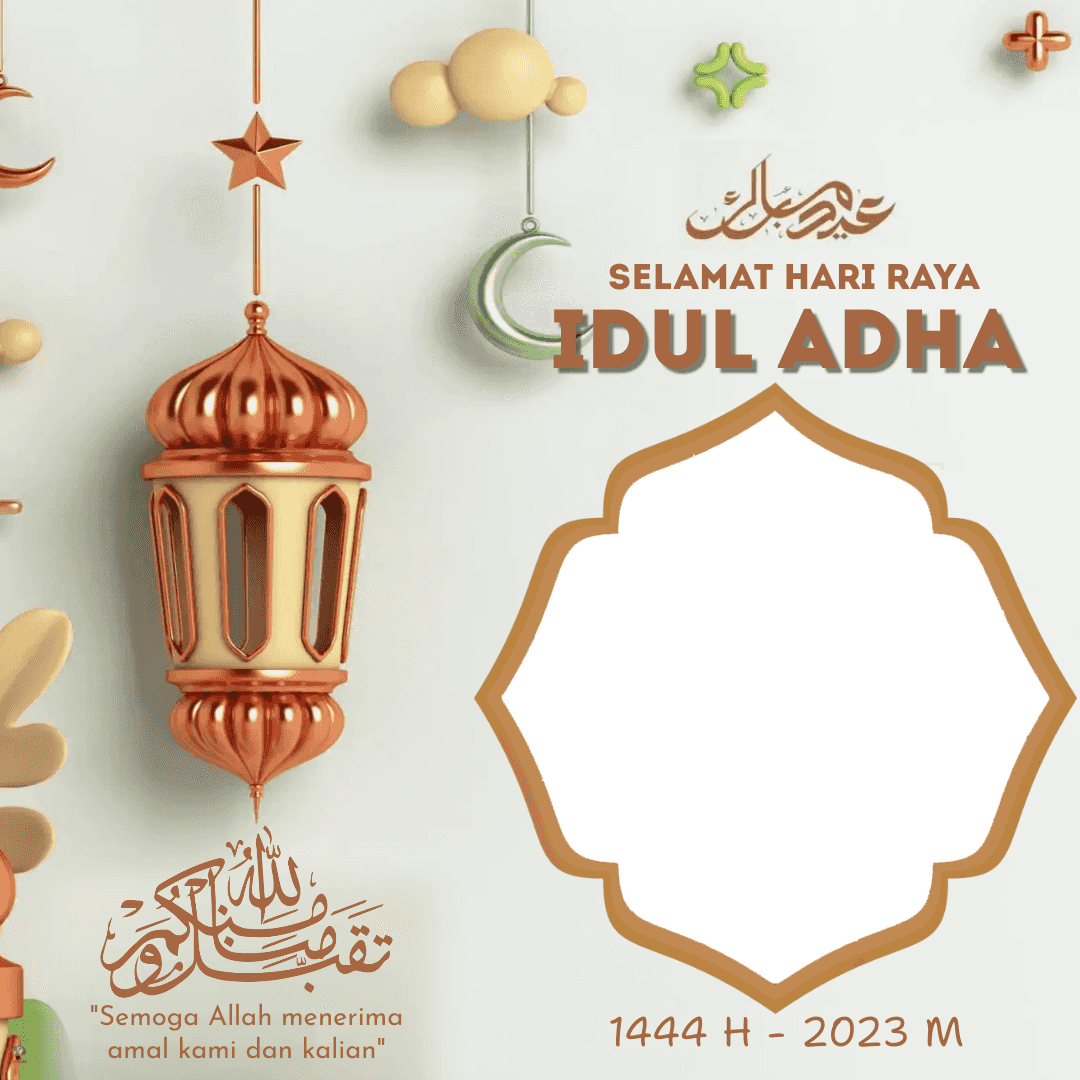 عيد مبارك
SELAMAT HARI RAYA
IDUL ADHA
تقبل الله منا ومنكم
"Semoga Allah menerima
amal kami dan kalian"
1444 H - 2023 M